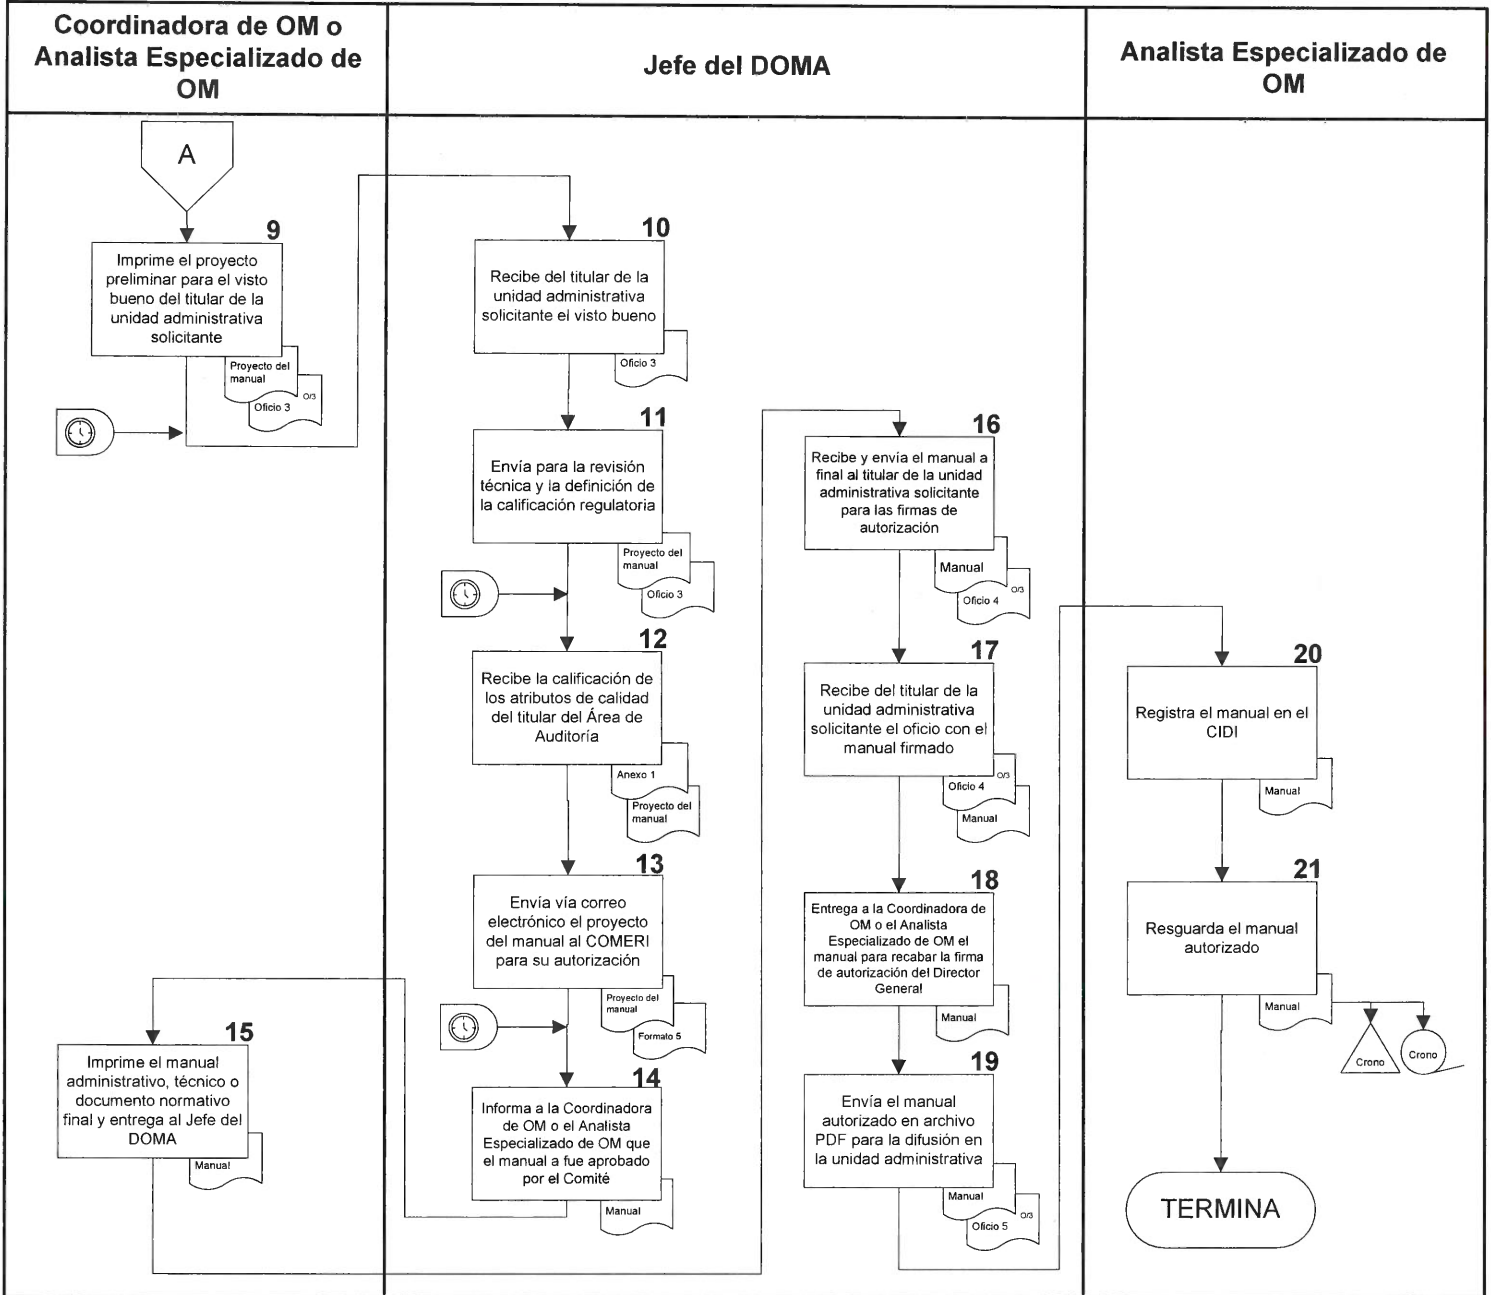 Coordinadora de OM o
Analista Especializado de
OM
Jefe del DOMA
Analista Especializado de
OM
A
9
Imprime el proyecto
preliminar para el visto
bueno del titular de la
unidad administrativa
solicitante
Proyecto del
manual
O/3
Oficio 3
10
Recibe del titular de la
unidad administrativa
solicitante el visto bueno
Oficio 3
11
Envía para la revisión
técnica y la definición de
la calificación regulatoria
Proyecto del
manual
Oficio 3
12
Recibe la calificación de
los atributos de calidad
del titular del Área de
Auditoría
Anexo 1
Proyecto del
manual
13
Envía vía correo
electrónico el proyecto
del manual al COMERI
para su autorización
Proyecto del
manual
Formato 5
14
Informa a la Coordinadora
de OM o el Analista
Especializado de OM que
el manual a fue aprobado
por el Comité
Manual
15
Imprime el manual
administrativo, técnico o
documento normativo
final y entrega al Jefe del
DOMA
Manual
16
Recibe y envía el manual a
final al titular de la unidad
administrativa solicitante
para las firmas de
autorización
Manual
O/3
Oficio 4
17
Recibe del titular de la
unidad administrativa
solicitante el oficio con el
manual firmado
O/3
Oficio 4
Manual
18
Entrega a la Coordinadora de
OM o el Analista
Especializado de OM el
manual para recabar la firma
de autorización del Director
General
Manual
19
Envía el manual
autorizado en archivo
PDF para la difusión en
la unidad administrativa
Manual
O/3
Oficio 5
20
Registra el manual en el
CIDI
Manual
21
Resguarda el manual
autorizado
Manual
Crono
Crono
TERMINA